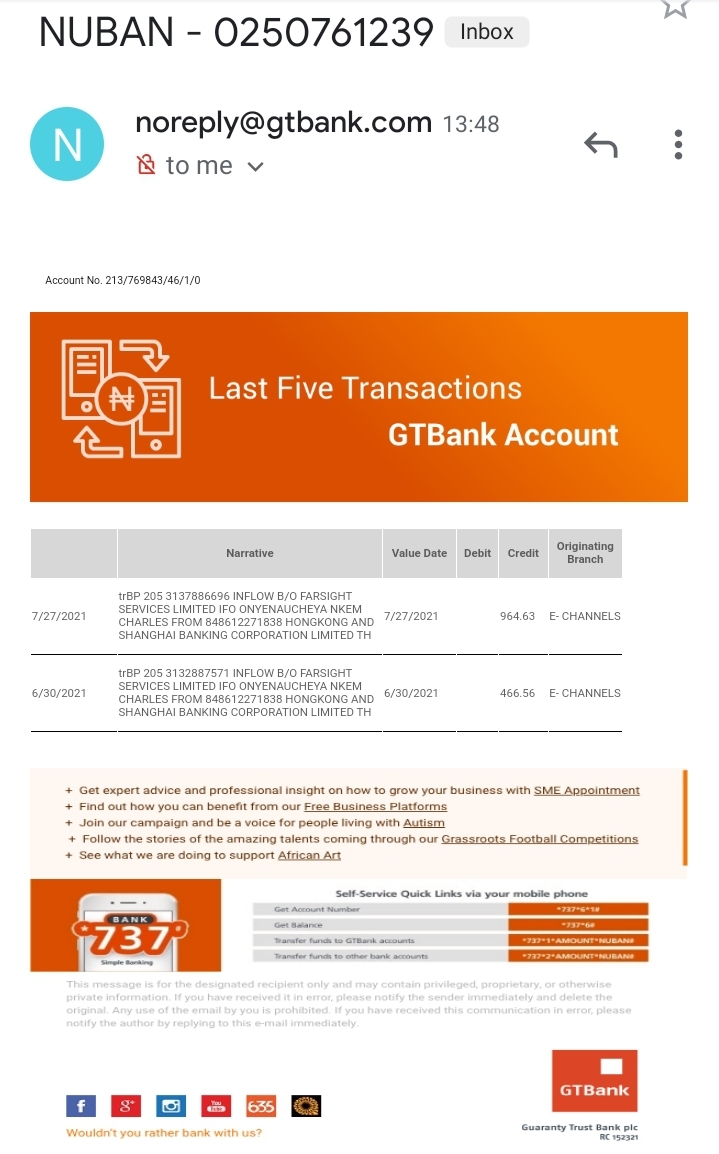 NUBAN - 0250761239 Inbox
N
noreply@gtbank.com 13:48
to me
Account No. 213/769843/46/1/0
₦
Last Five Transactions
GTBank Account
Narrative Value Date Debit Credit Originating
Branch
trBP 205 3137886696 INFLOW B/O FARSIGHT
SERVICES LIMITED IFO ONYENAUCHEYA NKEM
7/27/2021 CHARLES FROM 848612271838 HONGKONG AND 7/27/2021 964.63 E- CHANNELS
SHANGHAI BANKING CORPORATION LIMITED TH
trBP 205 3132887571 INFLOW B/O FARSIGHT
SERVICES LIMITED IFO ONYENAUCHEYA NKEM
6/30/2021 CHARLES FROM 848612271838 HONGKONG AND 6/30/2021 466.56 E- CHANNELS
SHANGHAI BANKING CORPORATION LIMITED TH
+ Get expert advice and professional insight on how to grow your business with SME Appointment
+ Find out how you can benefit from our Free Business Platforms
+ Join our campaign and be a voice for people living with Autism
+ Follow the stories of the amazing talents coming through our Grassroots Football Competitions
+ See what we are doing to support African Art
BANK
*737#
Simple Banking
Self-Service Quick Links via your mobile phone
Get Account Number *737*6*1#
Get Balance *737*6#
Transfer funds to GTBank accounts *737*1*AMOUNT*NUBAN#
Transfer funds to other bank accounts *737*2*AMOUNT*NUBAN#
This message is for the designated recipient only and may contain privileged, proprietary, or otherwise
private information. If you have received it in error, please notify the sender immediately and delete the
original. Any use of the email by you is prohibited. If you have received this communication in error, please
notify the author by replying to this e-mail immediately.
GTBank
f g+ You Tube 635
Wouldn't you rather bank with us?
Guaranty Trust Bank plc
RC 152321